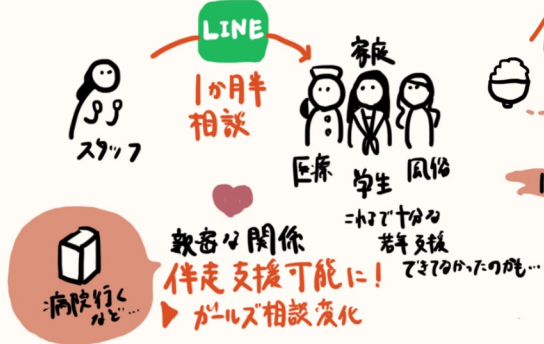 LINE
1か月半
相談
スタッフ
家庭
医療
学生
風俗
これまで十分な
若年支援
できてなかったのかも…
親密な関係
伴走支援可能に!
▶ ガールズ相談変化
病院行く
など…